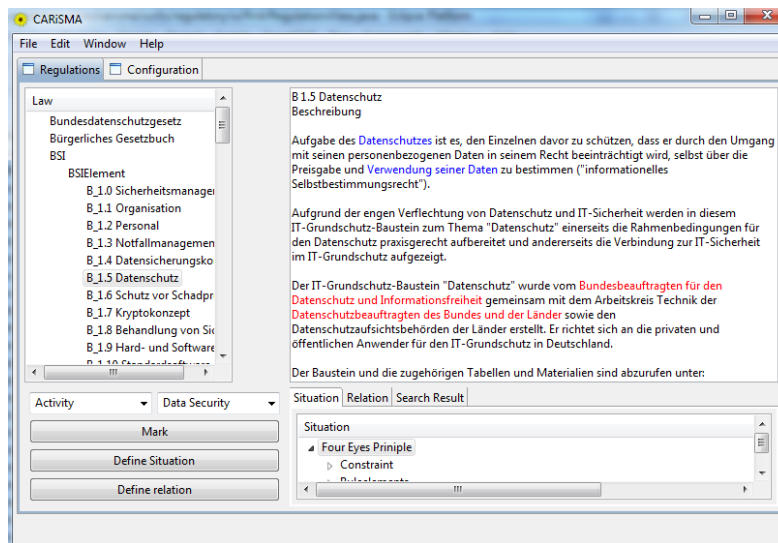 CARiSMA
File Edit Window Help
Regulations Configuration
Law
Bundesdatenschutzgesetz
Bürgerliches Gesetzbuch
BSI
BSIElement
B_1.0 Sicherheitsmanager
B_1.1 Organisation
B_1.2 Personal
B_1.3 Notfallmanagemen
B_1.4 Datensicherungsko
B_1.5 Datenschutz
B_1.6 Schutz vor Schadpr
B_1.7 Kryptokonzept
B_1.8 Behandlung von Sic
B_1.9 Hard- und Software
B_1.10 Standardsoftware
B 1.5 Datenschutz
Beschreibung
Aufgabe des Datenschutzes ist es, den Einzelnen davor zu schützen, dass er durch den Umgang
mit seinen personenbezogenen Daten in seinem Recht beeinträchtigt wird, selbst über die
Preisgabe und Verwendung seiner Daten zu bestimmen ("informationelles
Selbstbestimmungsrecht").
Aufgrund der engen Verflechtung von Datenschutz und IT-Sicherheit werden in diesem
IT-Grundschutz-Baustein zum Thema "Datenschutz" einerseits die Rahmenbedingungen für
den Datenschutz praxisgerecht aufbereitet und andererseits die Verbindung zur IT-Sicherheit
im IT-Grundschutz aufgezeigt.
Der IT-Grundschutz-Baustein "Datenschutz" wurde vom Bundesbeauftragten für den
Datenschutz und Informationsfreiheit gemeinsam mit dem Arbeitskreis Technik der
Datenschutzbeauftragten des Bundes und der Länder sowie den
Datenschutzaufsichtsbehörden der Länder erstellt. Er richtet sich an die privaten und
öffentlichen Anwender für den IT-Grundschutz in Deutschland.
Der Baustein und die zugehörigen Tabellen und Materialien sind abzurufen unter:
Activity Data Security
Mark
Define Situation
Define relation
Situation Relation Search Result
Situation
Four Eyes Priniple
Constraint
Ruleelements